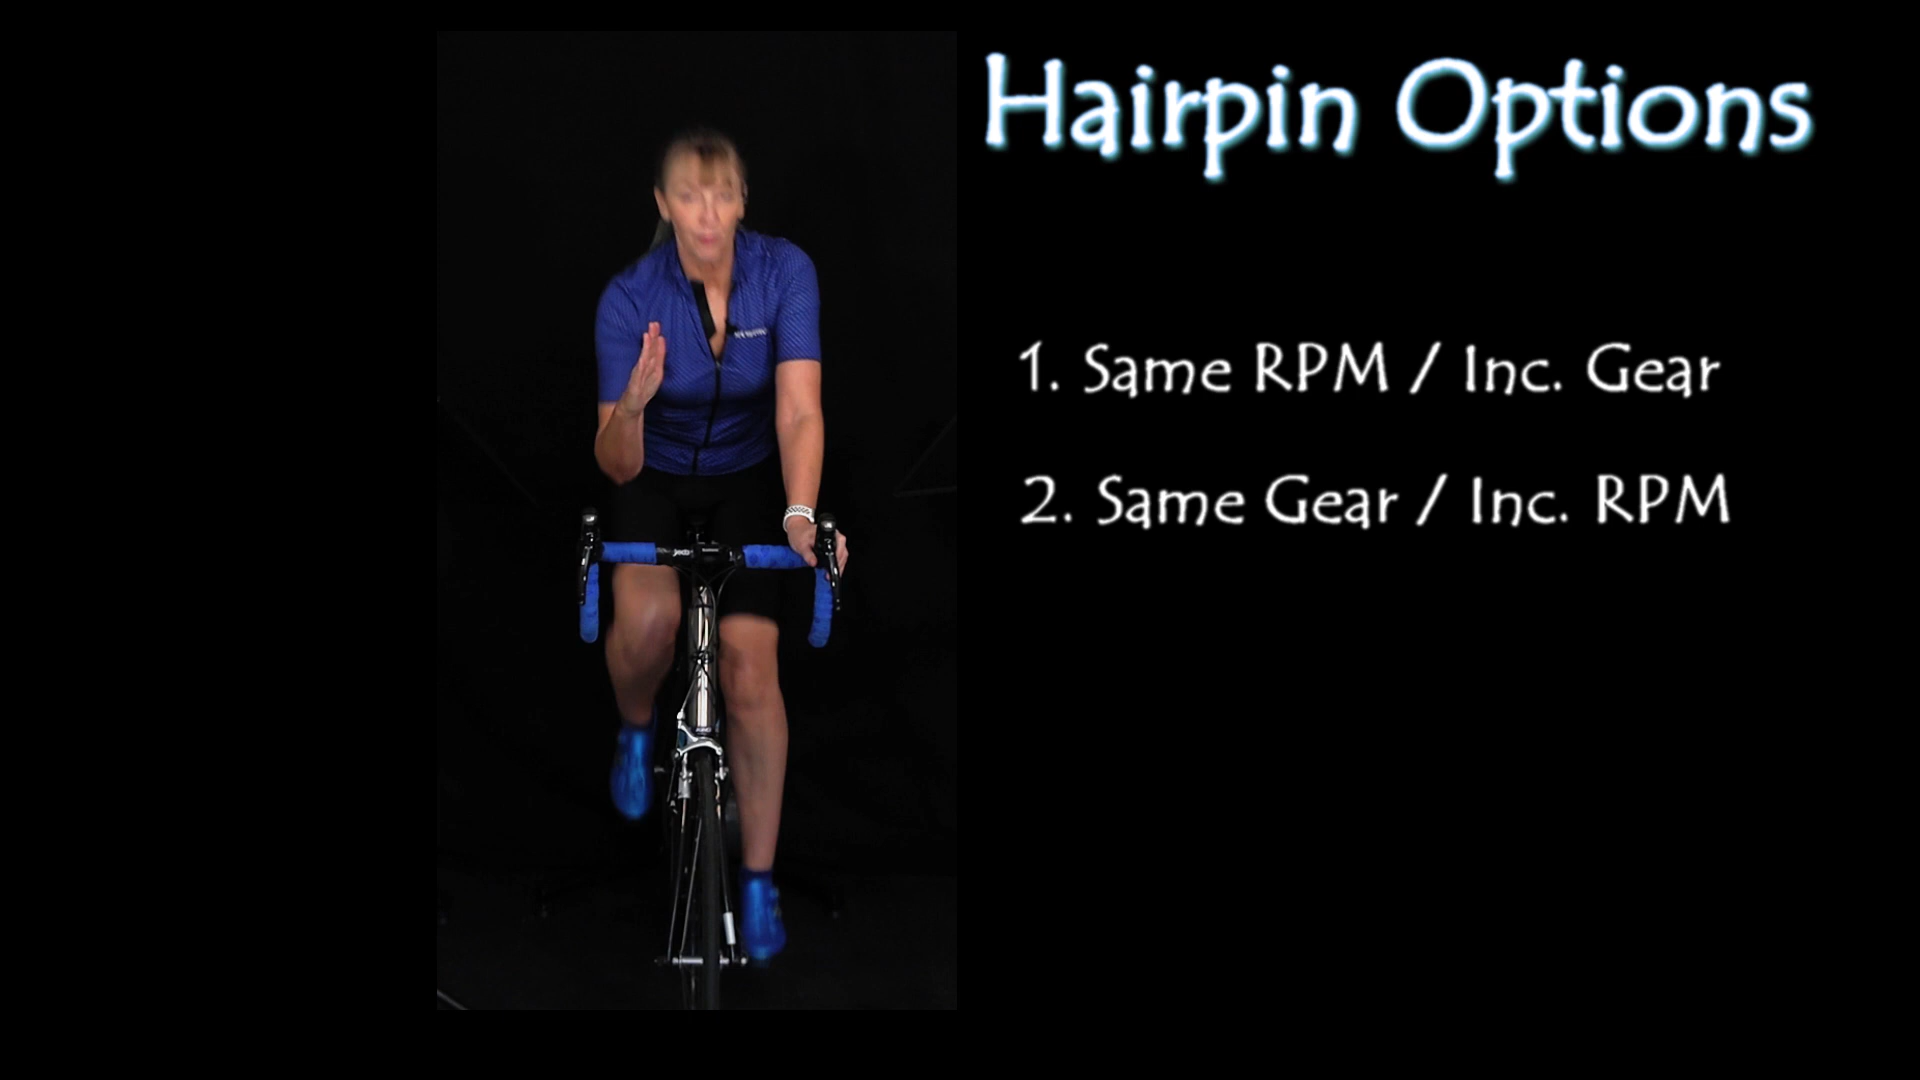 Hairpin Options
1. Same RPM / Inc. Gear
2. Same Gear / Inc. RPM